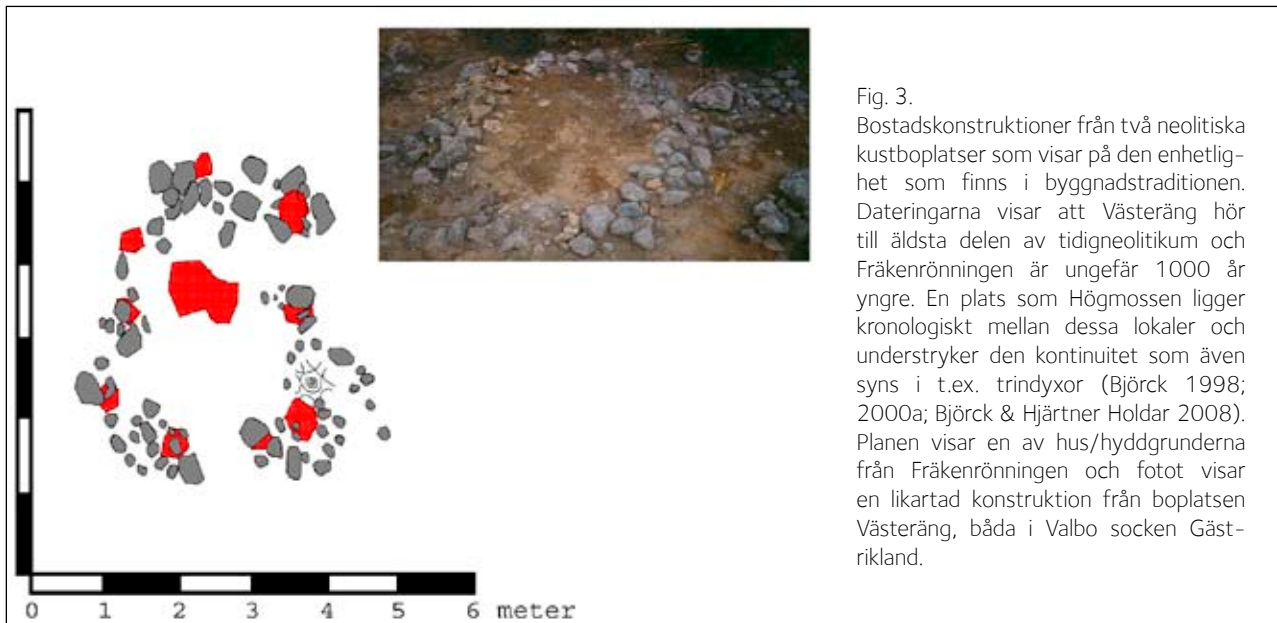 Fig. 3.
Bostadskonstruktioner från två neolitiska
kustboplatser som visar på den enhetlig-
het som finns i byggnadstraditionen.
Dateringarna visar att Västeräng hör
till äldsta delen av tidigneolitikum och
Fräkenrönningen är ungefär 1000 år
yngre. En plats som Högmossen ligger
kronologiskt mellan dessa lokaler och
understryker den kontinuitet som även
syns i t.ex. trindyxor (Björck 1998;
2000a; Björck & Hjärtner Holdar 2008).
Planen visar en av hus/hyddgrunderna
från Fräkenrönningen och fotot visar
en likartad konstruktion från boplatsen
Västeräng, båda i Valbo socken Gäst-
rikland.
0 1 2 3 4 5 6 meter